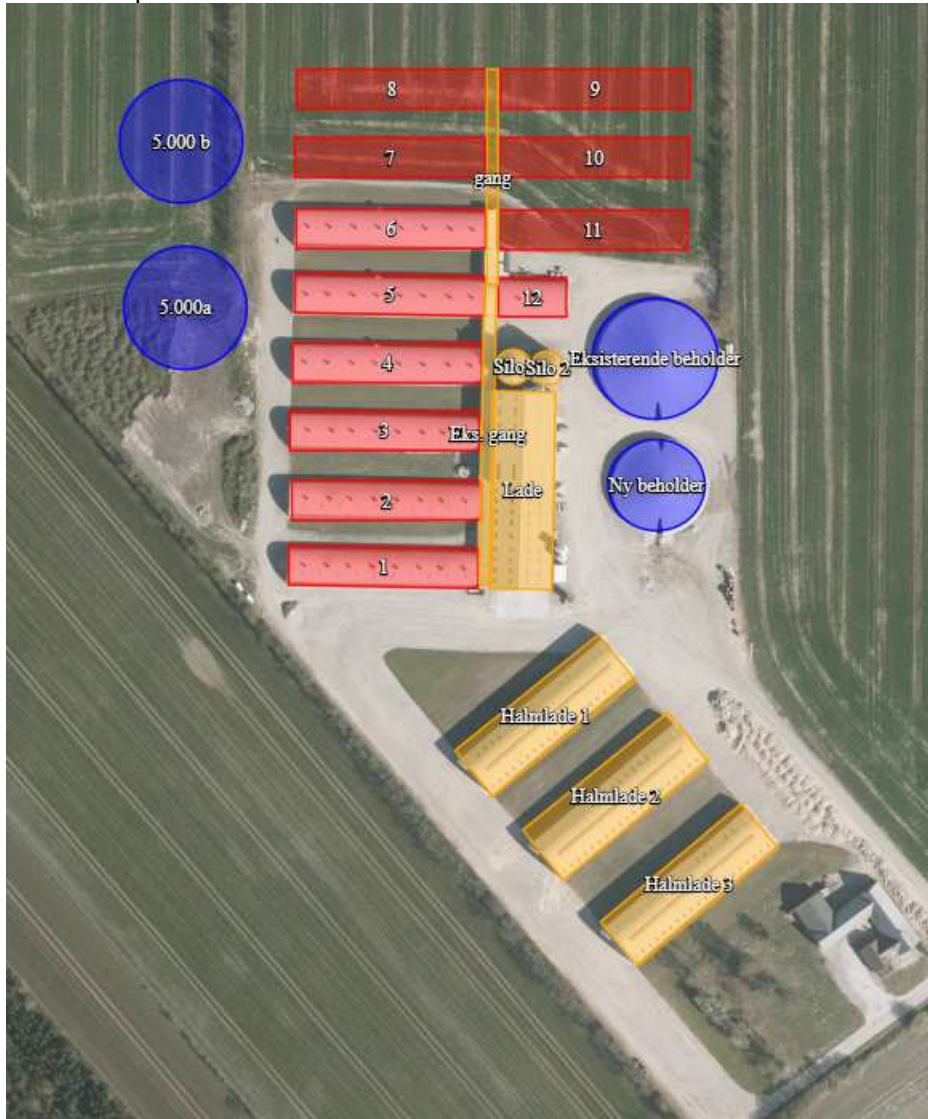 8
9
5.000 b
7
10
gang
6
11
5.000a
5
12
4
Silo
Silo 2
Eksisterende beholder
3
Eks. gang
2
Lade
Ny beholder
1
Halmlade 1
Halmlade 2
Halmlade 3